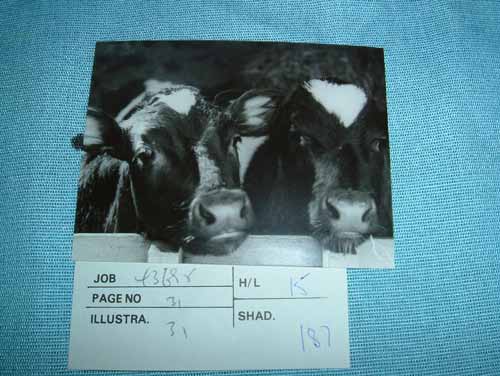 JOB H/L 15
PAGE NO 31
ILLUSTRA. 31 SHAD.
187